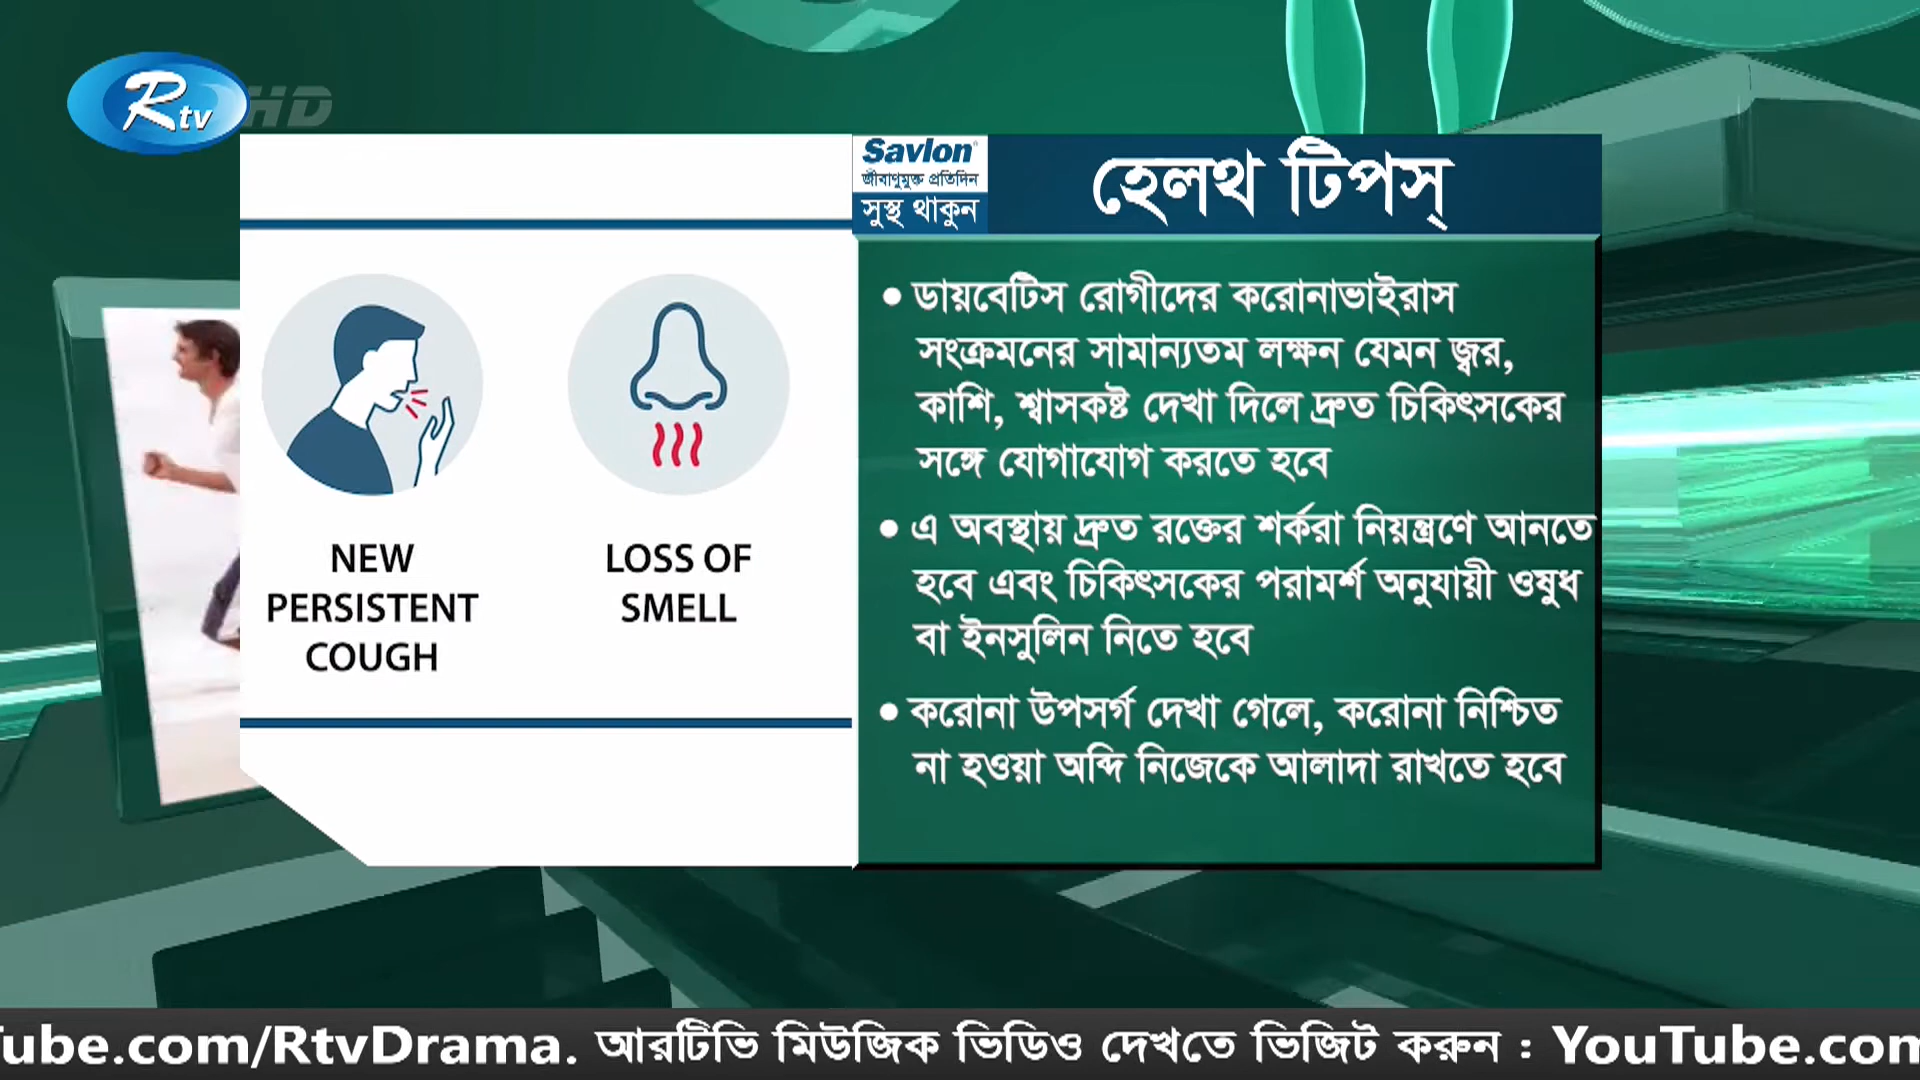 Rtv HD
Savlon
জীবাণুমুক্ত প্রতিদিন
সুস্থ থাকুন
হেলথ টিপস্
NEW
PERSISTENT
COUGH
LOSS OF
SMELL
• ডায়বেটিস রোগীদের করোনাভাইরাস
সংক্রমনের সামান্যতম লক্ষন যেমন জ্বর,
কাশি, শ্বাসকষ্ট দেখা দিলে দ্রুত চিকিৎসকের
সঙ্গে যোগাযোগ করতে হবে
• এ অবস্থায় দ্রুত রক্তের শর্করা নিয়ন্ত্রণে আনতে
হবে এবং চিকিৎসকের পরামর্শ অনুযায়ী ওষুধ
বা ইনসুলিন নিতে হবে
• করোনা উপসর্গ দেখা গেলে, করোনা নিশ্চিত
না হওয়া অব্দি নিজেকে আলাদা রাখতে হবে
Tube.com/RtvDrama. আরটিভি মিউজিক ভিডিও দেখতে ভিজিট করুন : YouTube.com